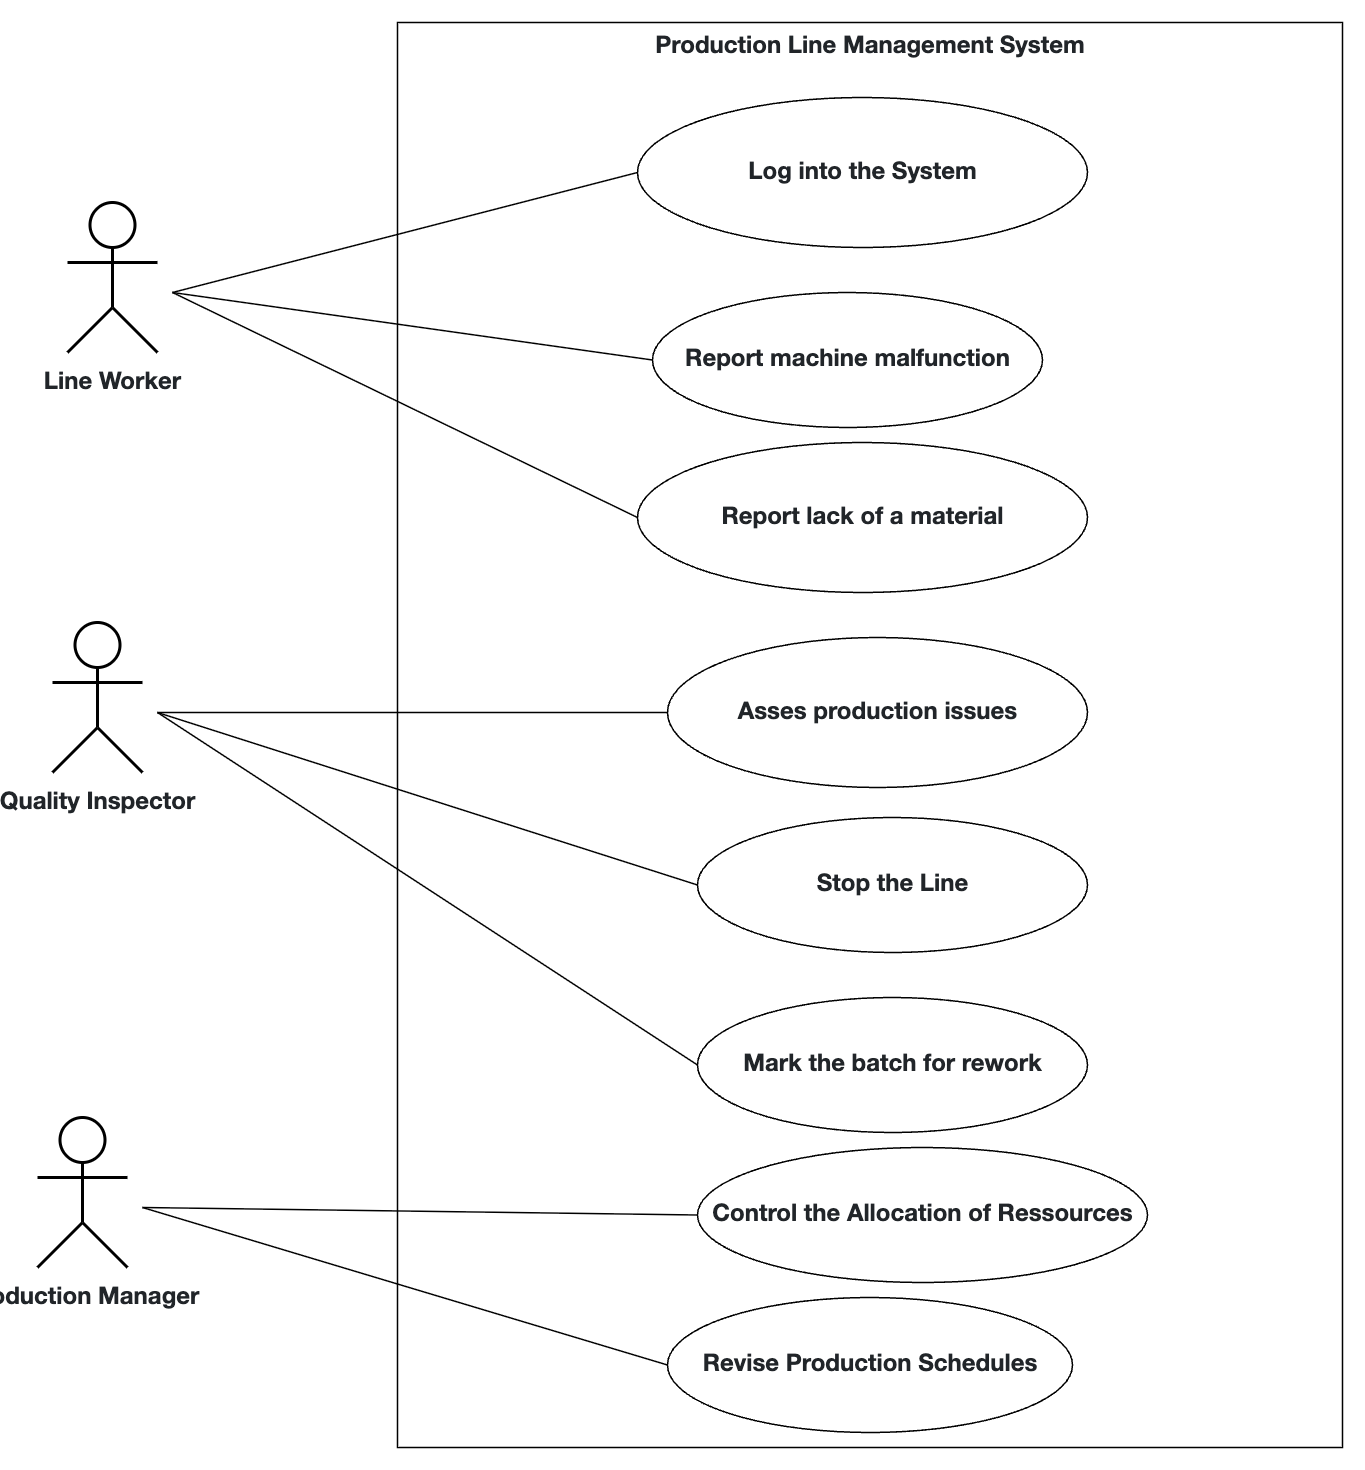 Production Line Management System
Log into the System
Report machine malfunction
Line Worker
Report lack of a material
Asses production issues
Quality Inspector
Stop the Line
Mark the batch for rework
Control the Allocation of Ressources
oduction Manager
Revise Production Schedules